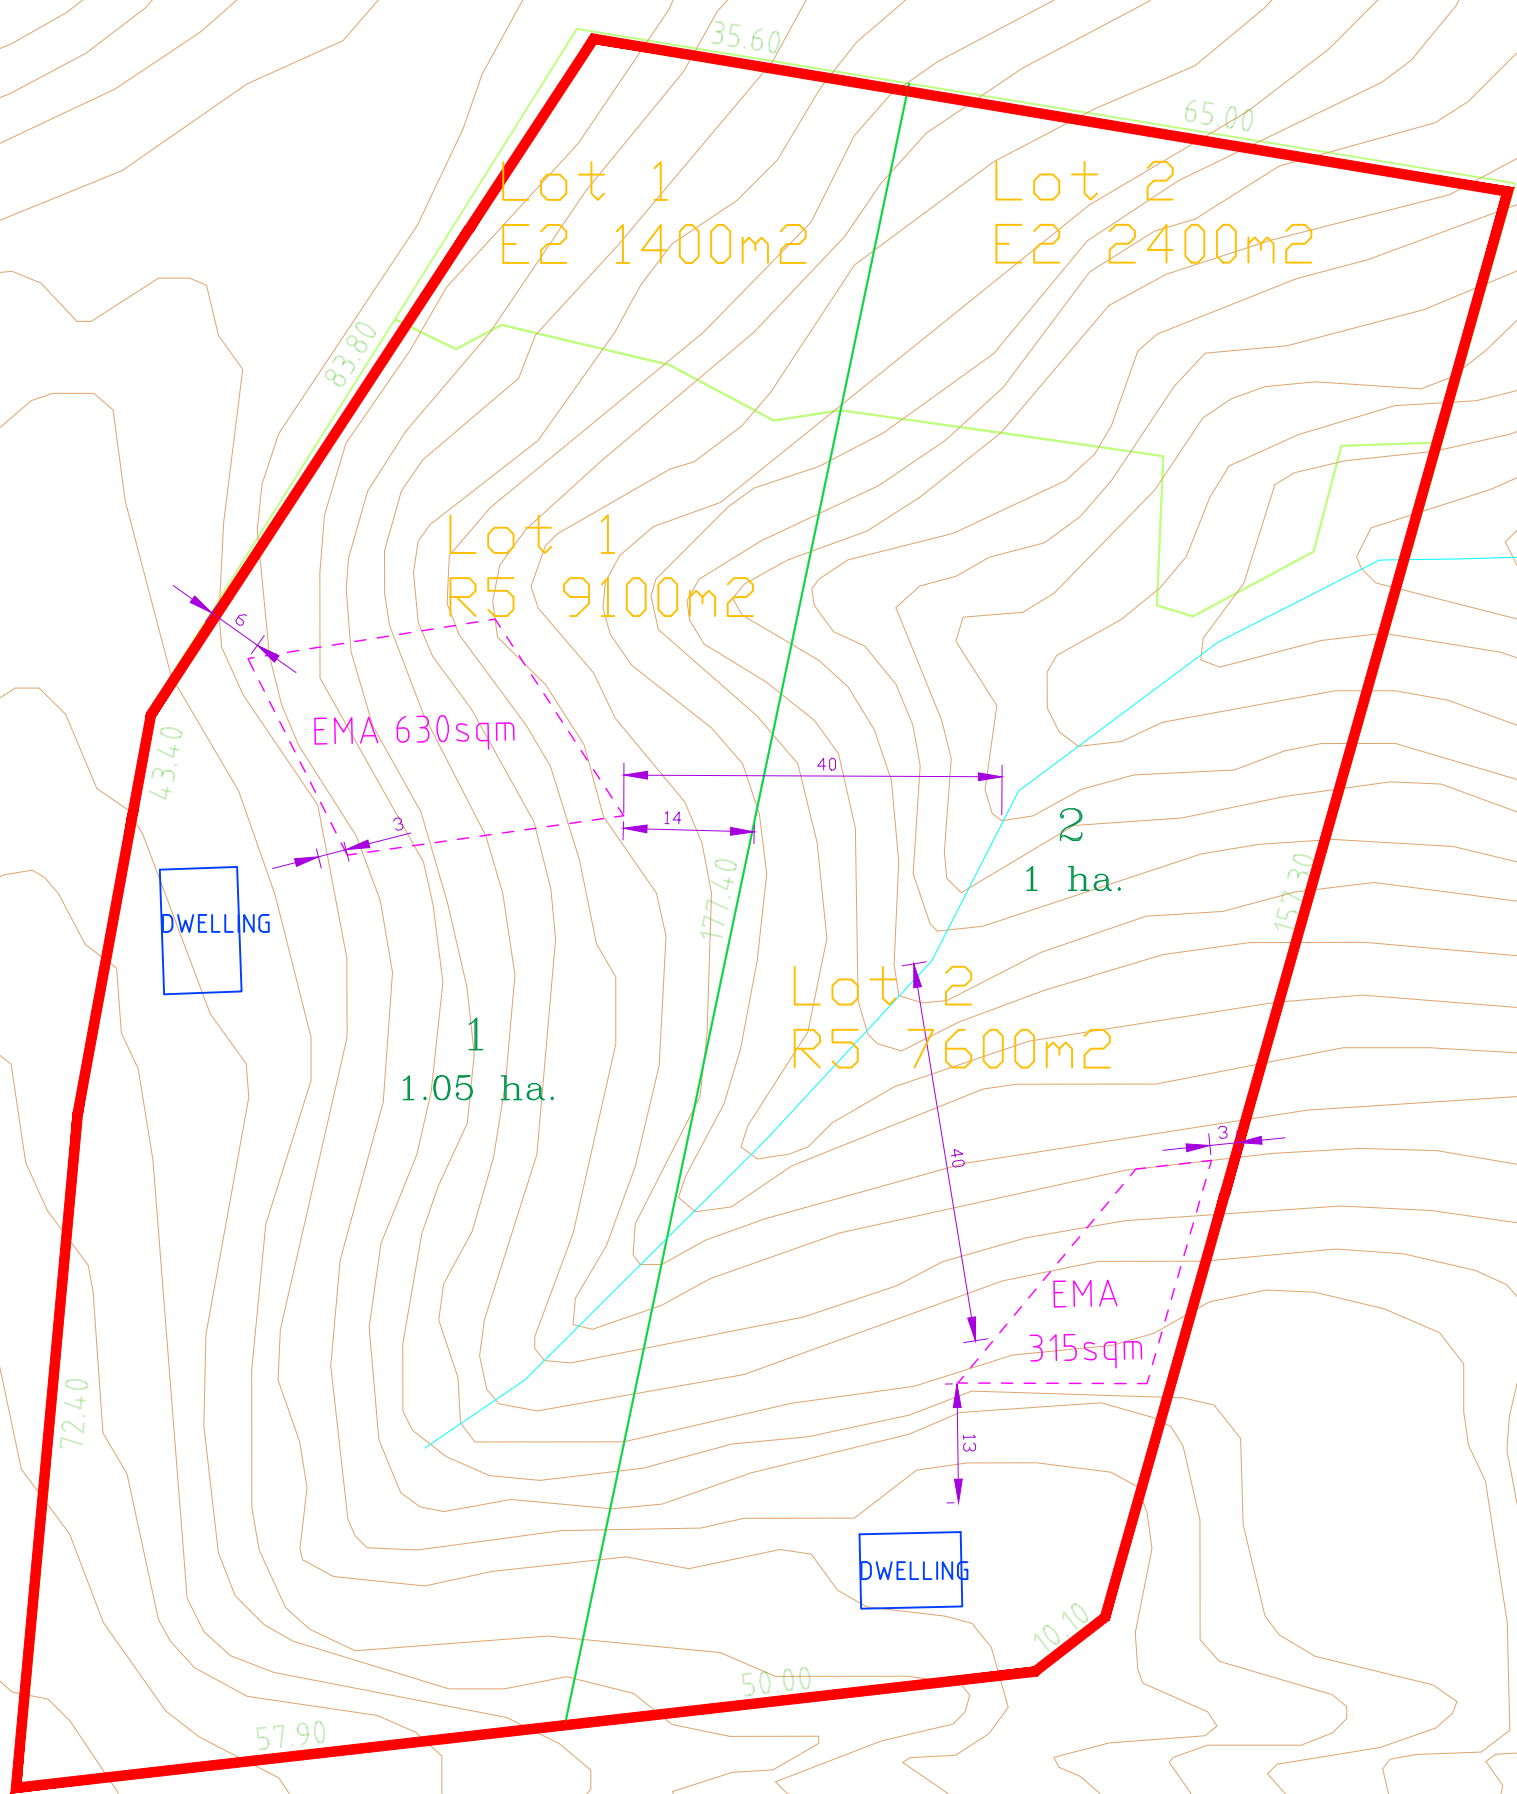 35.60
65.00
Lot 1
E2 1400m2
Lot 2
E2 2400m2
83.80
Lot 1
R5 9100m2
6
EMA 630sqm
43.40
40
14
3
2
1 ha.
177.40
157.30
DWELLING
Lot 2
R5 7600m2
1
1.05 ha.
40
3
EMA
315sqm
72.40
13
DWELLING
10.10
50.00
57.90